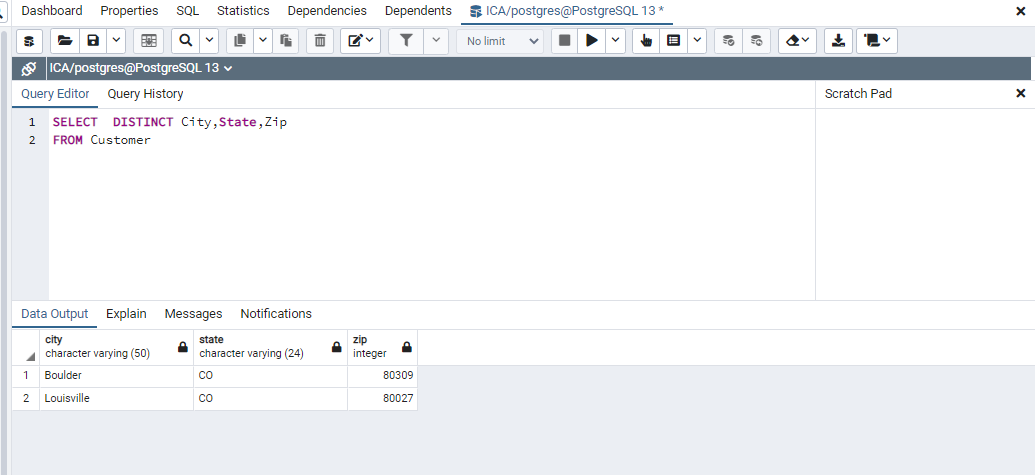 Dashboard Properties SQL Statistics Dependencies Dependents ICA/postgres@PostgreSQL 13 *
No limit
ICA/postgres@PostgreSQL 13
Query Editor Query History Scratch Pad
1 SELECT  DISTINCT City,State,Zip
2 FROM Customer
Data Output Explain Messages Notifications
city state zip
character varying (50) character varying (24) integer
1 Boulder CO 80309
2 Louisville CO 80027